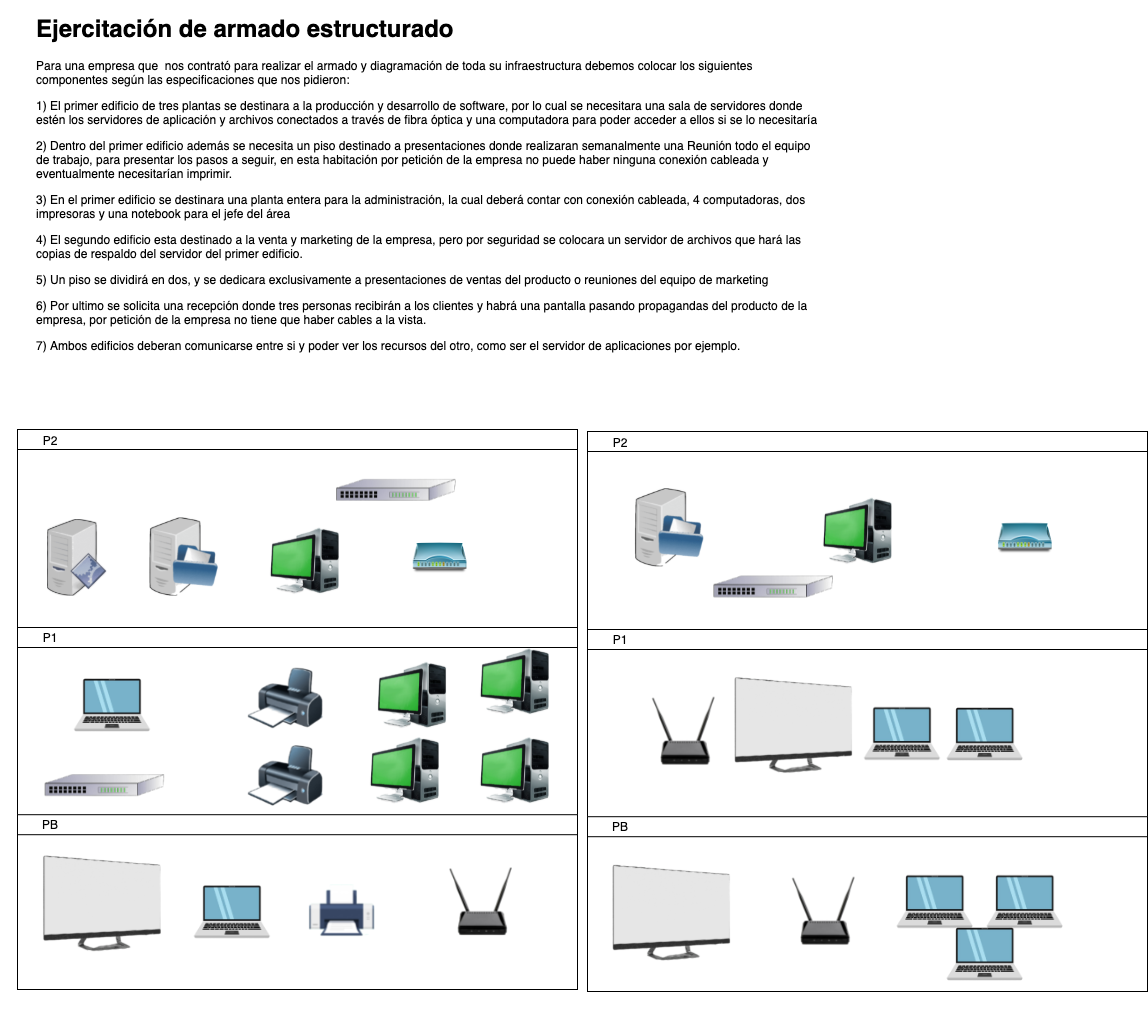 Ejercitación de armado estructurado
Para una empresa que  nos contrató para realizar el armado y diagramación de toda su infraestructura debemos colocar los siguientes
componentes según las especificaciones que nos pidieron:
1) El primer edificio de tres plantas se destinara a la producción y desarrollo de software, por lo cual se necesitara una sala de servidores donde
estén los servidores de aplicación y archivos conectados a través de fibra óptica y una computadora para poder acceder a ellos si se lo necesitaría
2) Dentro del primer edificio además se necesita un piso destinado a presentaciones donde realizaran semanalmente una Reunión todo el equipo
de trabajo, para presentar los pasos a seguir, en esta habitación por petición de la empresa no puede haber ninguna conexión cableada y
eventualmente necesitarían imprimir.
3) En el primer edificio se destinara una planta entera para la administración, la cual deberá contar con conexión cableada, 4 computadoras, dos
impresoras y una notebook para el jefe del área
4) El segundo edificio esta destinado a la venta y marketing de la empresa, pero por seguridad se colocara un servidor de archivos que hará las
copias de respaldo del servidor del primer edificio.
5) Un piso se dividirá en dos, y se dedicara exclusivamente a presentaciones de ventas del producto o reuniones del equipo de marketing
6) Por ultimo se solicita una recepción donde tres personas recibirán a los clientes y habrá una pantalla pasando propagandas del producto de la
empresa, por petición de la empresa no tiene que haber cables a la vista.
7) Ambos edificios deberan comunicarse entre si y poder ver los recursos del otro, como ser el servidor de aplicaciones por ejemplo.
P2
P2
P1
P1
PB
PB